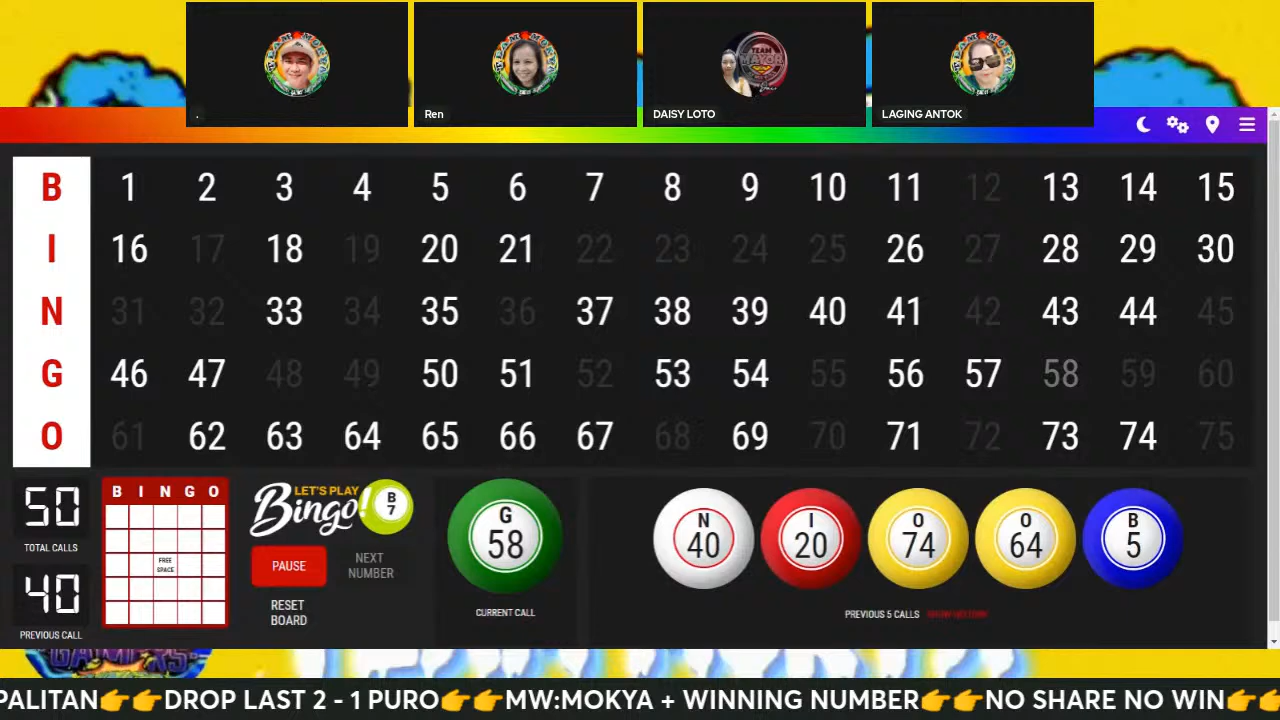 .
Ren
DAISY LOTO
LAGING ANTOK
TEAM
MAYOR
B 1 2 3 4 5 6 7 8 9 10 11 12 13 14 15
I 16 17 18 19 20 21 22 23 24 25 26 27 28 29 30
N 31 32 33 34 35 36 37 38 39 40 41 42 43 44 45
G 46 47 48 49 50 51 52 53 54 55 56 57 58 59 60
O 61 62 63 64 65 66 67 68 69 70 71 72 73 74 75
50
TOTAL CALLS
40
PREVIOUS CALL
B I N G O
FREE
SPACE
LET'S PLAY
Bingo!
B
7
PAUSE
NEXT
NUMBER
RESET
BOARD
G
58
CURRENT CALL
N
40
I
20
O
74
O
64
B
5
PREVIOUS 5 CALLS
GAMERS
PALITAN👉👉DROP LAST 2 - 1 PURO👉👉MW:MOKYA + WINNING NUMBER👉👉NO SHARE NO WIN👉👉